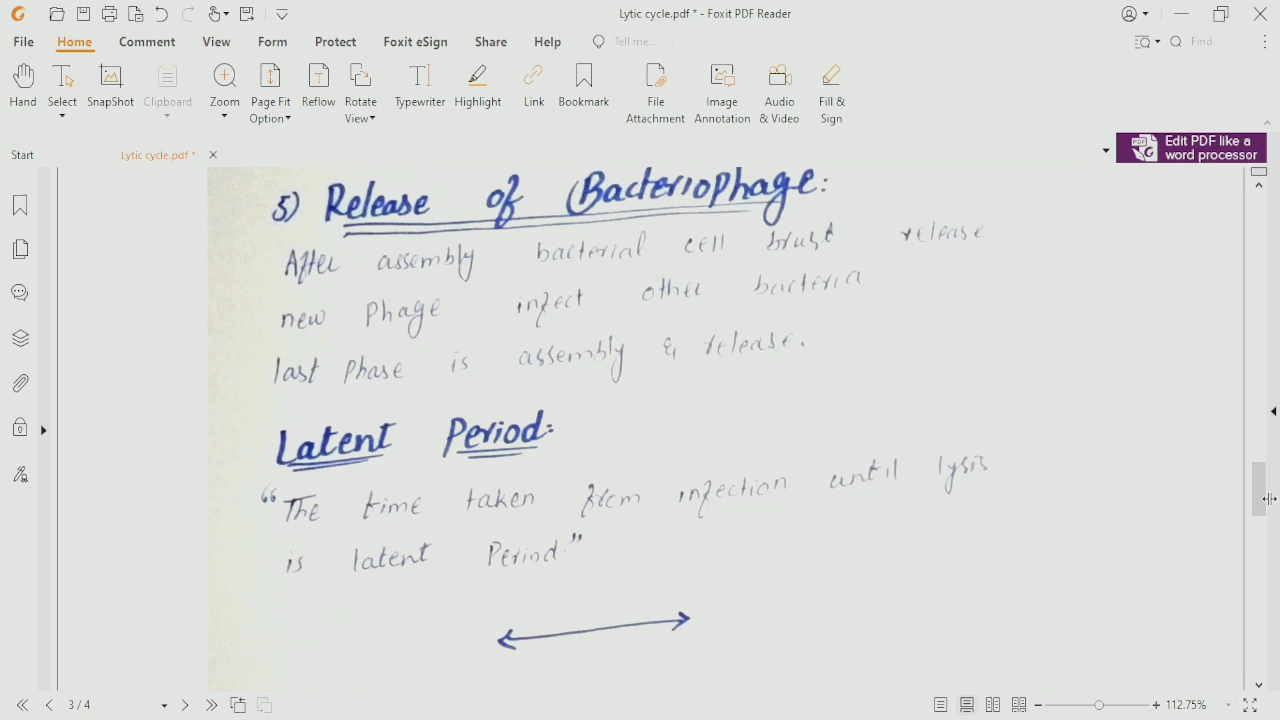 Lytic cycle.pdf * - Foxit PDF Reader
File Home Comment View Form Protect Foxit eSign Share Help Tell me... Find
Hand Select SnapShot Clipboard Zoom Page Fit Option Reflow Rotate View Typewriter Highlight Link Bookmark File Attachment Image Annotation Audio & Video Fill & Sign
Start Lytic cycle.pdf *
Edit PDF like a
word processor
5) Release of Bacteriophage:
After assembly bacterial cell brust release
new Phage infect other bacteria
last phase is assembly & release.
Latent Period:
"The time taken from infection until lysis
is latent Period."
3 / 4 112.75%